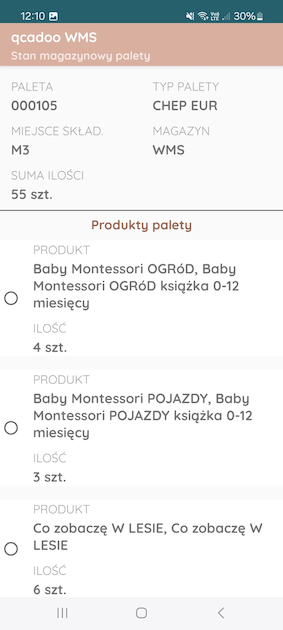 12:10
30%
qcadoo WMS
Stan magazynowy palety
PALETA TYP PALETY
000105 CHEP EUR
MIEJSCE SKŁAD. MAGAZYN
M3 WMS
SUMA ILOŚCI
55 szt.
Produkty palety
PRODUKT
Baby Montessori OGRóD, Baby
Montessori OGRóD książka 0-12
miesięcy
ILOŚĆ
4 szt.
PRODUKT
Baby Montessori POJAZDY, Baby
Montessori POJAZDY książka 0-12
miesięcy
ILOŚĆ
3 szt.
PRODUKT
Co zobaczę W LESIE, Co zobaczę W
LESIE
ILOŚĆ
6 szt.